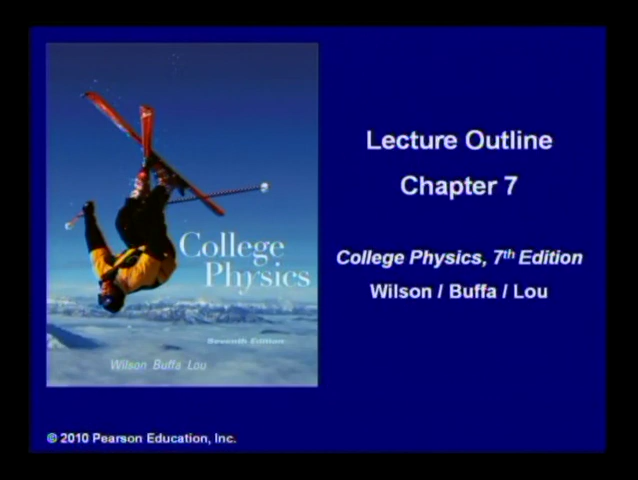 Lecture Outline
Chapter 7
College Physics, 7th Edition
Wilson / Buffa / Lou
College
Physics
Seventh Edition
Wilson Buffa Lou
© 2010 Pearson Education, Inc.